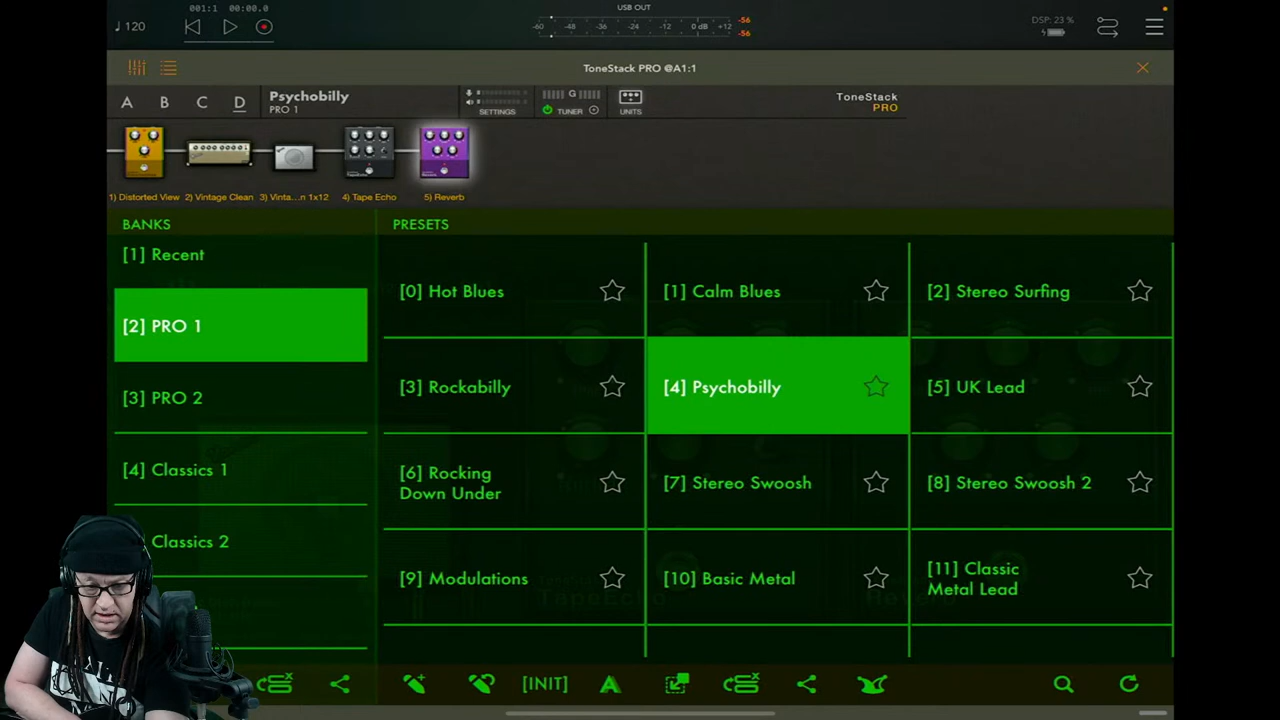 001:1 00:00.0
♩ 120
USB OUT
-60 -48 -36 -24 -12 0 dB +12
-56
-56
DSP: 23 %
ToneStack PRO @A1:1
A B C D
Psychobilly
PRO 1
SETTINGS
G
TUNER
UNITS
ToneStack
PRO
1) Distorted View 2) Vintage Clean 3) Vinta...n 1x12 4) Tape Echo 5) Reverb
BANKS
[1] Recent
[2] PRO 1
[3] PRO 2
[4] Classics 1
Classics 2
PRESETS
[0] Hot Blues
[1] Calm Blues
[2] Stereo Surfing
[3] Rockabilly
[4] Psychobilly
[5] UK Lead
[6] Rocking
Down Under
[7] Stereo Swoosh
[8] Stereo Swoosh 2
[9] Modulations
[10] Basic Metal
[11] Classic
Metal Lead
[INIT]
A